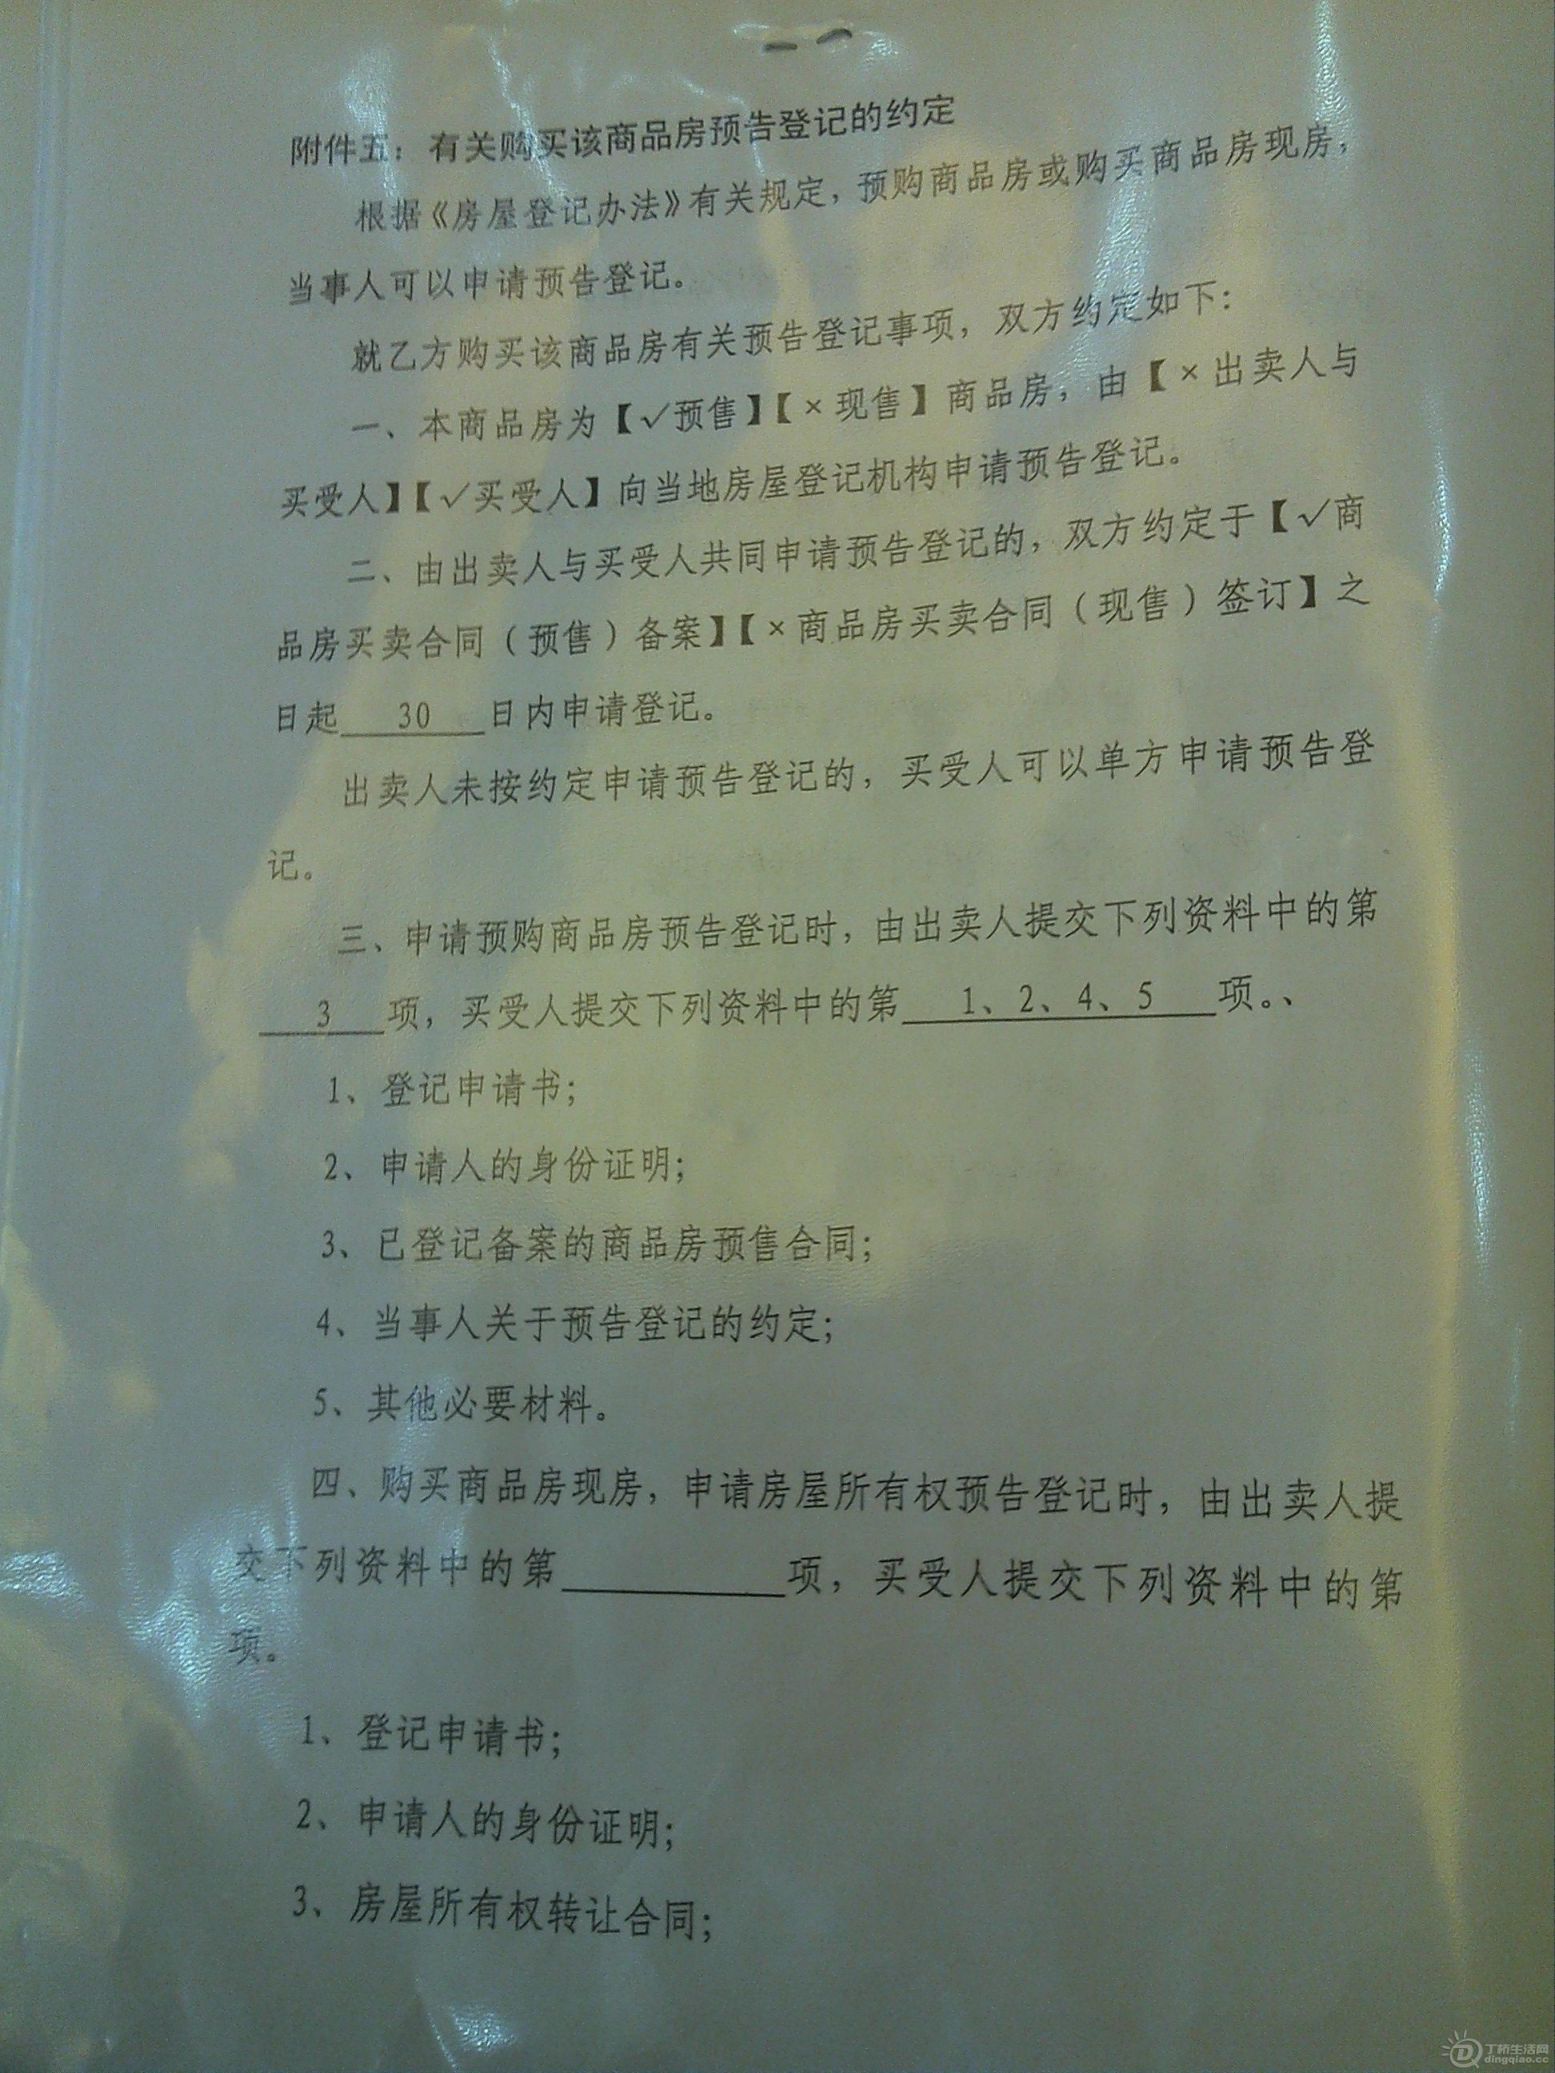 附件五：有关购买该商品房预告登记的约定
根据《房屋登记办法》有关规定，预购商品房或购买商品房现房，
当事人可以申请预告登记。
就乙方购买该商品房有关预告登记事项，双方约定如下：
一、本商品房为【√预售】【×现售】商品房，由【×出卖人与
买受人】【√买受人】向当地房屋登记机构申请预告登记。
二、由出卖人与买受人共同申请预告登记的，双方约定于【√商
品房买卖合同（预售）备案】【×商品房买卖合同（现售）签订】之
日起 30 日内申请登记。
出卖人未按约定申请预告登记的，买受人可以单方申请预告登
记。
三、申请预购商品房预告登记时，由出卖人提交下列资料中的第
3 项，买受人提交下列资料中的第 1、2、4、5 项。、
1、登记申请书；
2、申请人的身份证明；
3、已登记备案的商品房预售合同；
4、当事人关于预告登记的约定；
5、其他必要材料。
四、购买商品房现房，申请房屋所有权预告登记时，由出卖人提
交下列资料中的第______项，买受人提交下列资料中的第
项。
1、登记申请书；
2、申请人的身份证明；
3、房屋所有权转让合同；
丁桥生活网
dingqiao.cc